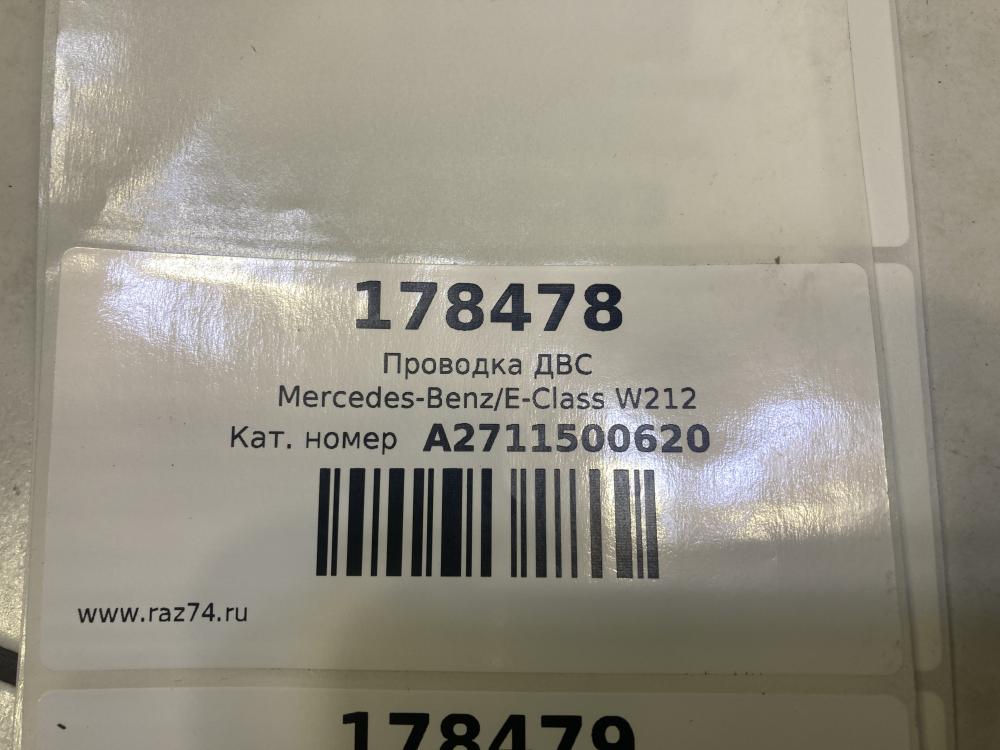 178478
Проводка ДВС
Mercedes-Benz/E-Class W212
Кат. номер A2711500620
www.raz74.ru
178479